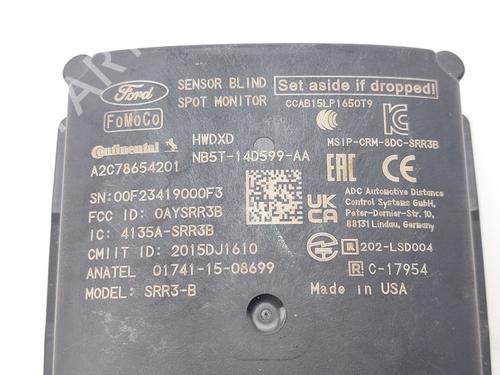 Ford
SENSOR BLIND
SPOT MONITOR
Set aside if dropped!
FoMoCo
CCAB15LP1650T9
Continental
HWDXD
MSIP-CRM-8DC-SRR3B
A2C78654201
NB5T-14D599-AA
SN:00F23419000F3
EAC
CE
ADC Automotive Distance
Control Systems GmbH,
Peter-Dornier-Str. 10,
88131 Lindau, Germany
FCC ID: OAYSRR3B
UK
CA
IC: 4135A-SRR3B
CMIIT ID: 2015DJ1610
R 202-LSD004
ANATEL 01741-15-08699
R C-17954
MODEL: SRR3-B
Made in USA